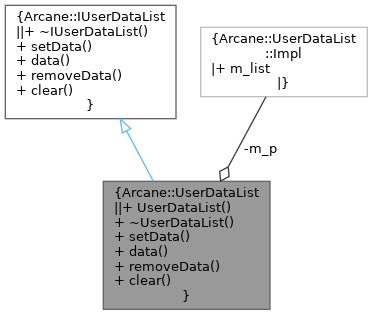 {Arcane::IUserDataList
||+ ~IUserDataList()
+ setData()
+ data()
+ removeData()
+ clear()
}
{Arcane::UserDataList
::Impl
|+ m_list
|}
-m_p
{Arcane::UserDataList
||+ UserDataList()
+ ~UserDataList()
+ setData()
+ data()
+ removeData()
+ clear()
}